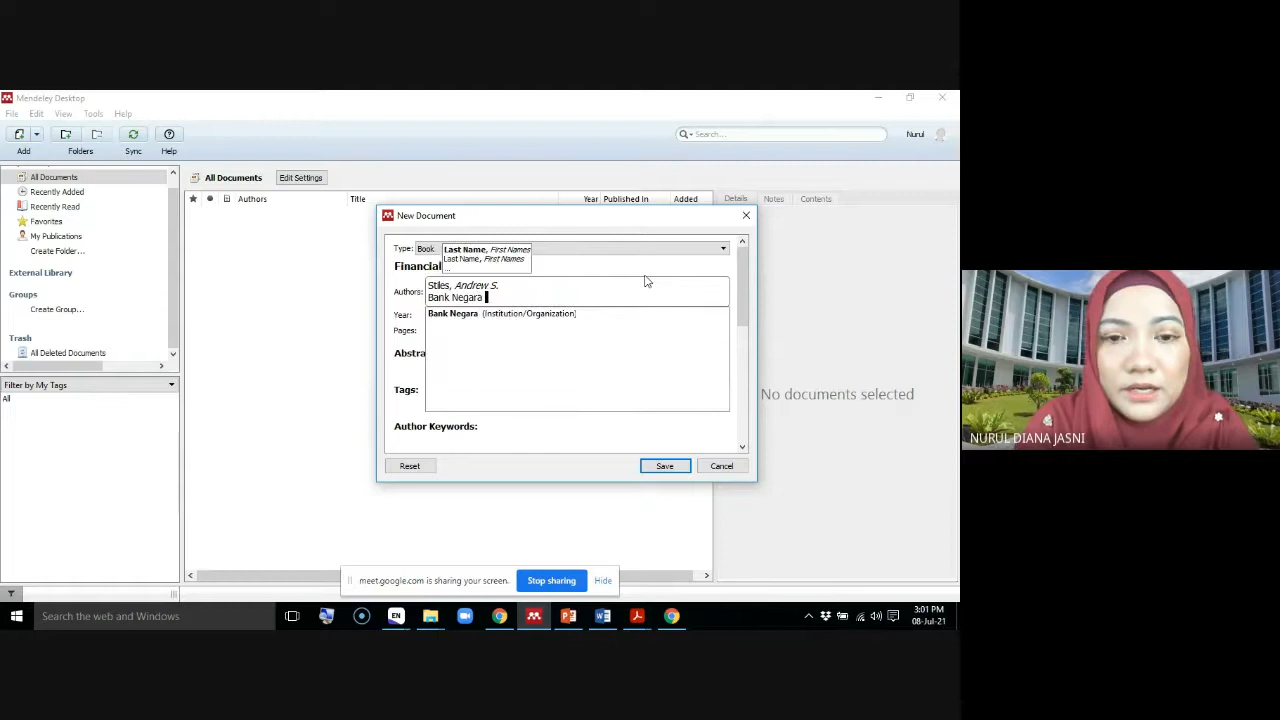 Mendeley Desktop
File Edit View Tools Help
Add Folders Sync Help
Search...
Nurul
All Documents
Recently Added
Recently Read
Favorites
My Publications
Create Folder...
External Library
Groups
Create Group...
Trash
All Deleted Documents
Filter by My Tags
All
All Documents Edit Settings
Authors Title Year Published In Added
Details Notes Contents
No documents selected
New Document
Type: Book
Last Name, First Names
Last Name, First Names
...
Financial
Authors: Stiles, Andrew S.
Bank Negara
Bank Negara (Institution/Organization)
Year:
Pages:
Abstra
Tags:
Author Keywords:
Reset Save Cancel
meet.google.com is sharing your screen. Stop sharing Hide
Search the web and Windows
EN
3:01 PM
08-Jul-21
NURUL DIANA JASNI